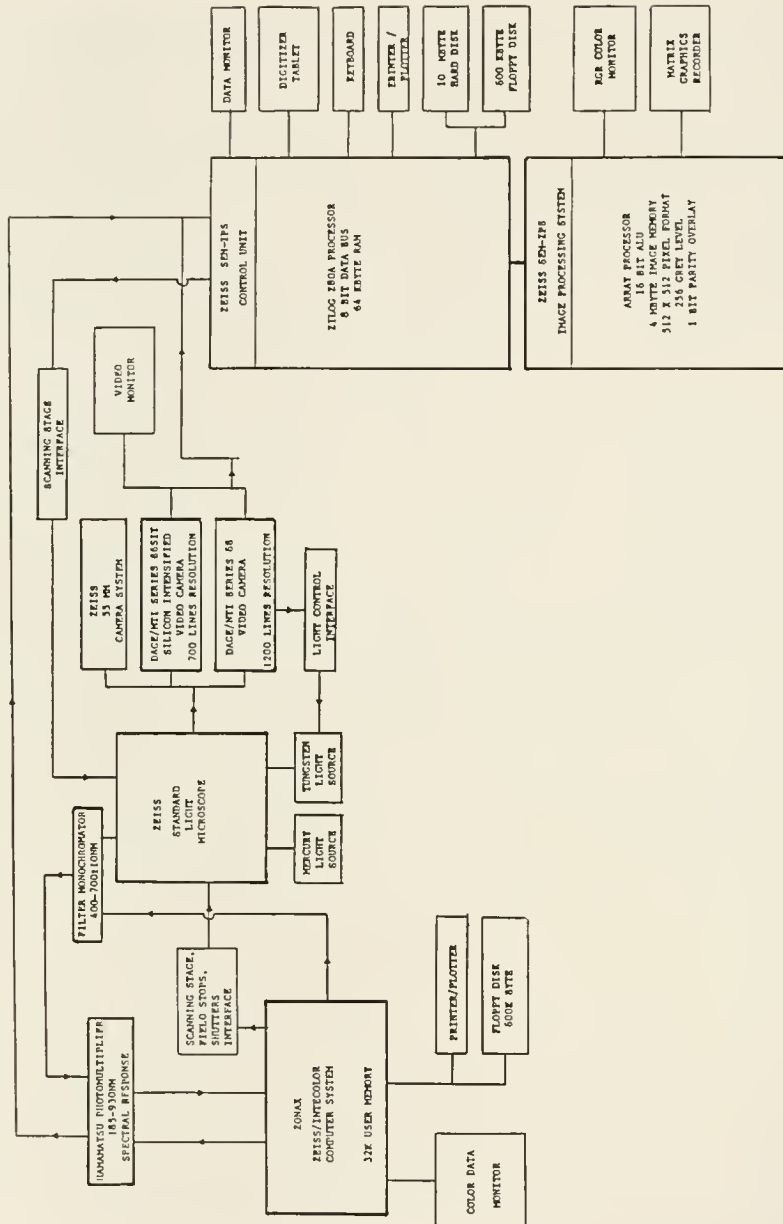 HAMAMATSU PHOTOMULTIPLIER
185-930NM
SPECTRAL RESPONSE
FILTER MONOCHROMATOR
400-700±10NM
SCANNING STAGE
INTERFACE
ZEISS
35 MM
CAMERA SYSTEM
VIDEO
MONITOR
DAGE/MTI SERIES 66SIT
SILICON INTENSIFIED
VIDEO CAMERA
700 LINES RESOLUTION
DAGE/MTI SERIES 68
VIDEO CAMERA
1200 LINES RESOLUTION
LIGHT CONTROL
INTERFACE
ZEISS
STANDARD
LIGHT
MICROSCOPE
MERCURY
LIGHT
SOURCE
TUNGSTEN
LIGHT
SOURCE
SCANNING STAGE,
FIELD STOPS,
SHUTTERS
INTERFACE
ZONAX
ZEISS/INTECOLOR
COMPUTER SYSTEM
32K USER MEMORY
COLOR DATA
MONITOR
PRINTER/PLOTTER
FLOPPY DISK
600K BYTE
ZEISS SEM-IPS
CONTROL UNIT
ZILOG Z80A PROCESSOR
8 BIT DATA BUS
64 KBYTE RAM
DATA MONITOR
DIGITIZER
TABLET
KEYBOARD
PRINTER /
PLOTTER
10 MBYTE
HARD DISK
600 KBYTE
FLOPPY DISK
ZEISS SEM-IPS
IMAGE PROCESSING SYSTEM
ARRAY PROCESSOR
16 BIT ALU
4 MBYTE IMAGE MEMORY
512 X 512 PIXEL FORMAT
256 GREY LEVEL
1 BIT PARITY OVERLAY
RGB COLOR
MONITOR
MATRIX
GRAPHICS
RECORDER